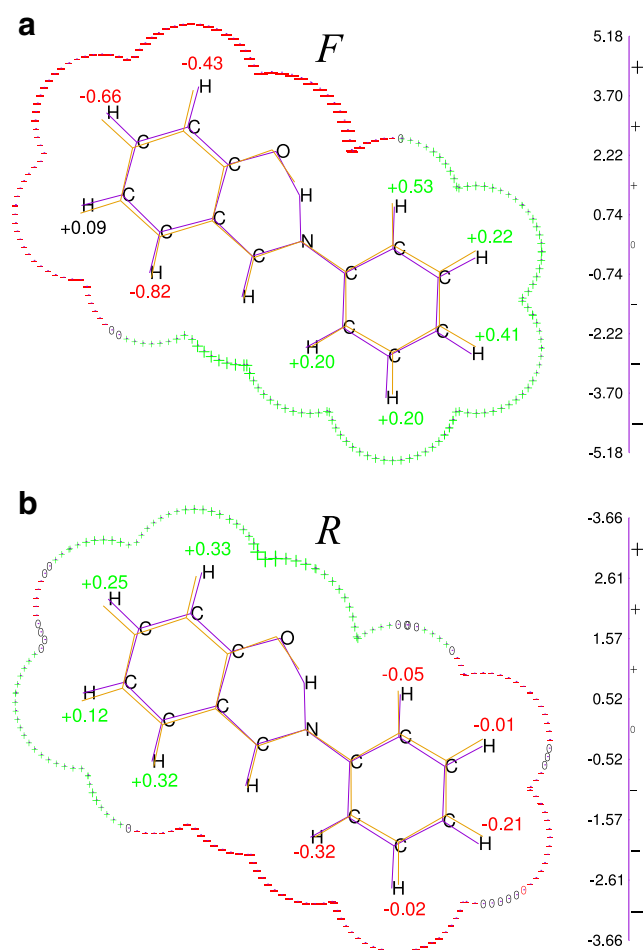 a
F
5.18
+
-0.43
H
-0.66
H
3.70
+
C
C
0
C
O
2.22
+0.53
+
H
C
H
H
0.74
+0.09
C
C
N
C
+0.22
0
C
C
C
H
-0.74
H
-0.82
H
+0.41
-2.22
C
C
H
H
+0.20
C
-3.70
H
+0.20
-5.18
b
R
3.66
+
+0.33
H
+0.25
2.61
H
+
C
C
1.57
C
O
-0.05
+
H
H
H
C
0.52
+0.12
C
C
N
C
-0.01
H
0
C
C
C
-0.52
H
+0.32
H
-0.21
-1.57
C
C
H
H
-0.32
C
-2.61
H
-0.02
-3.66